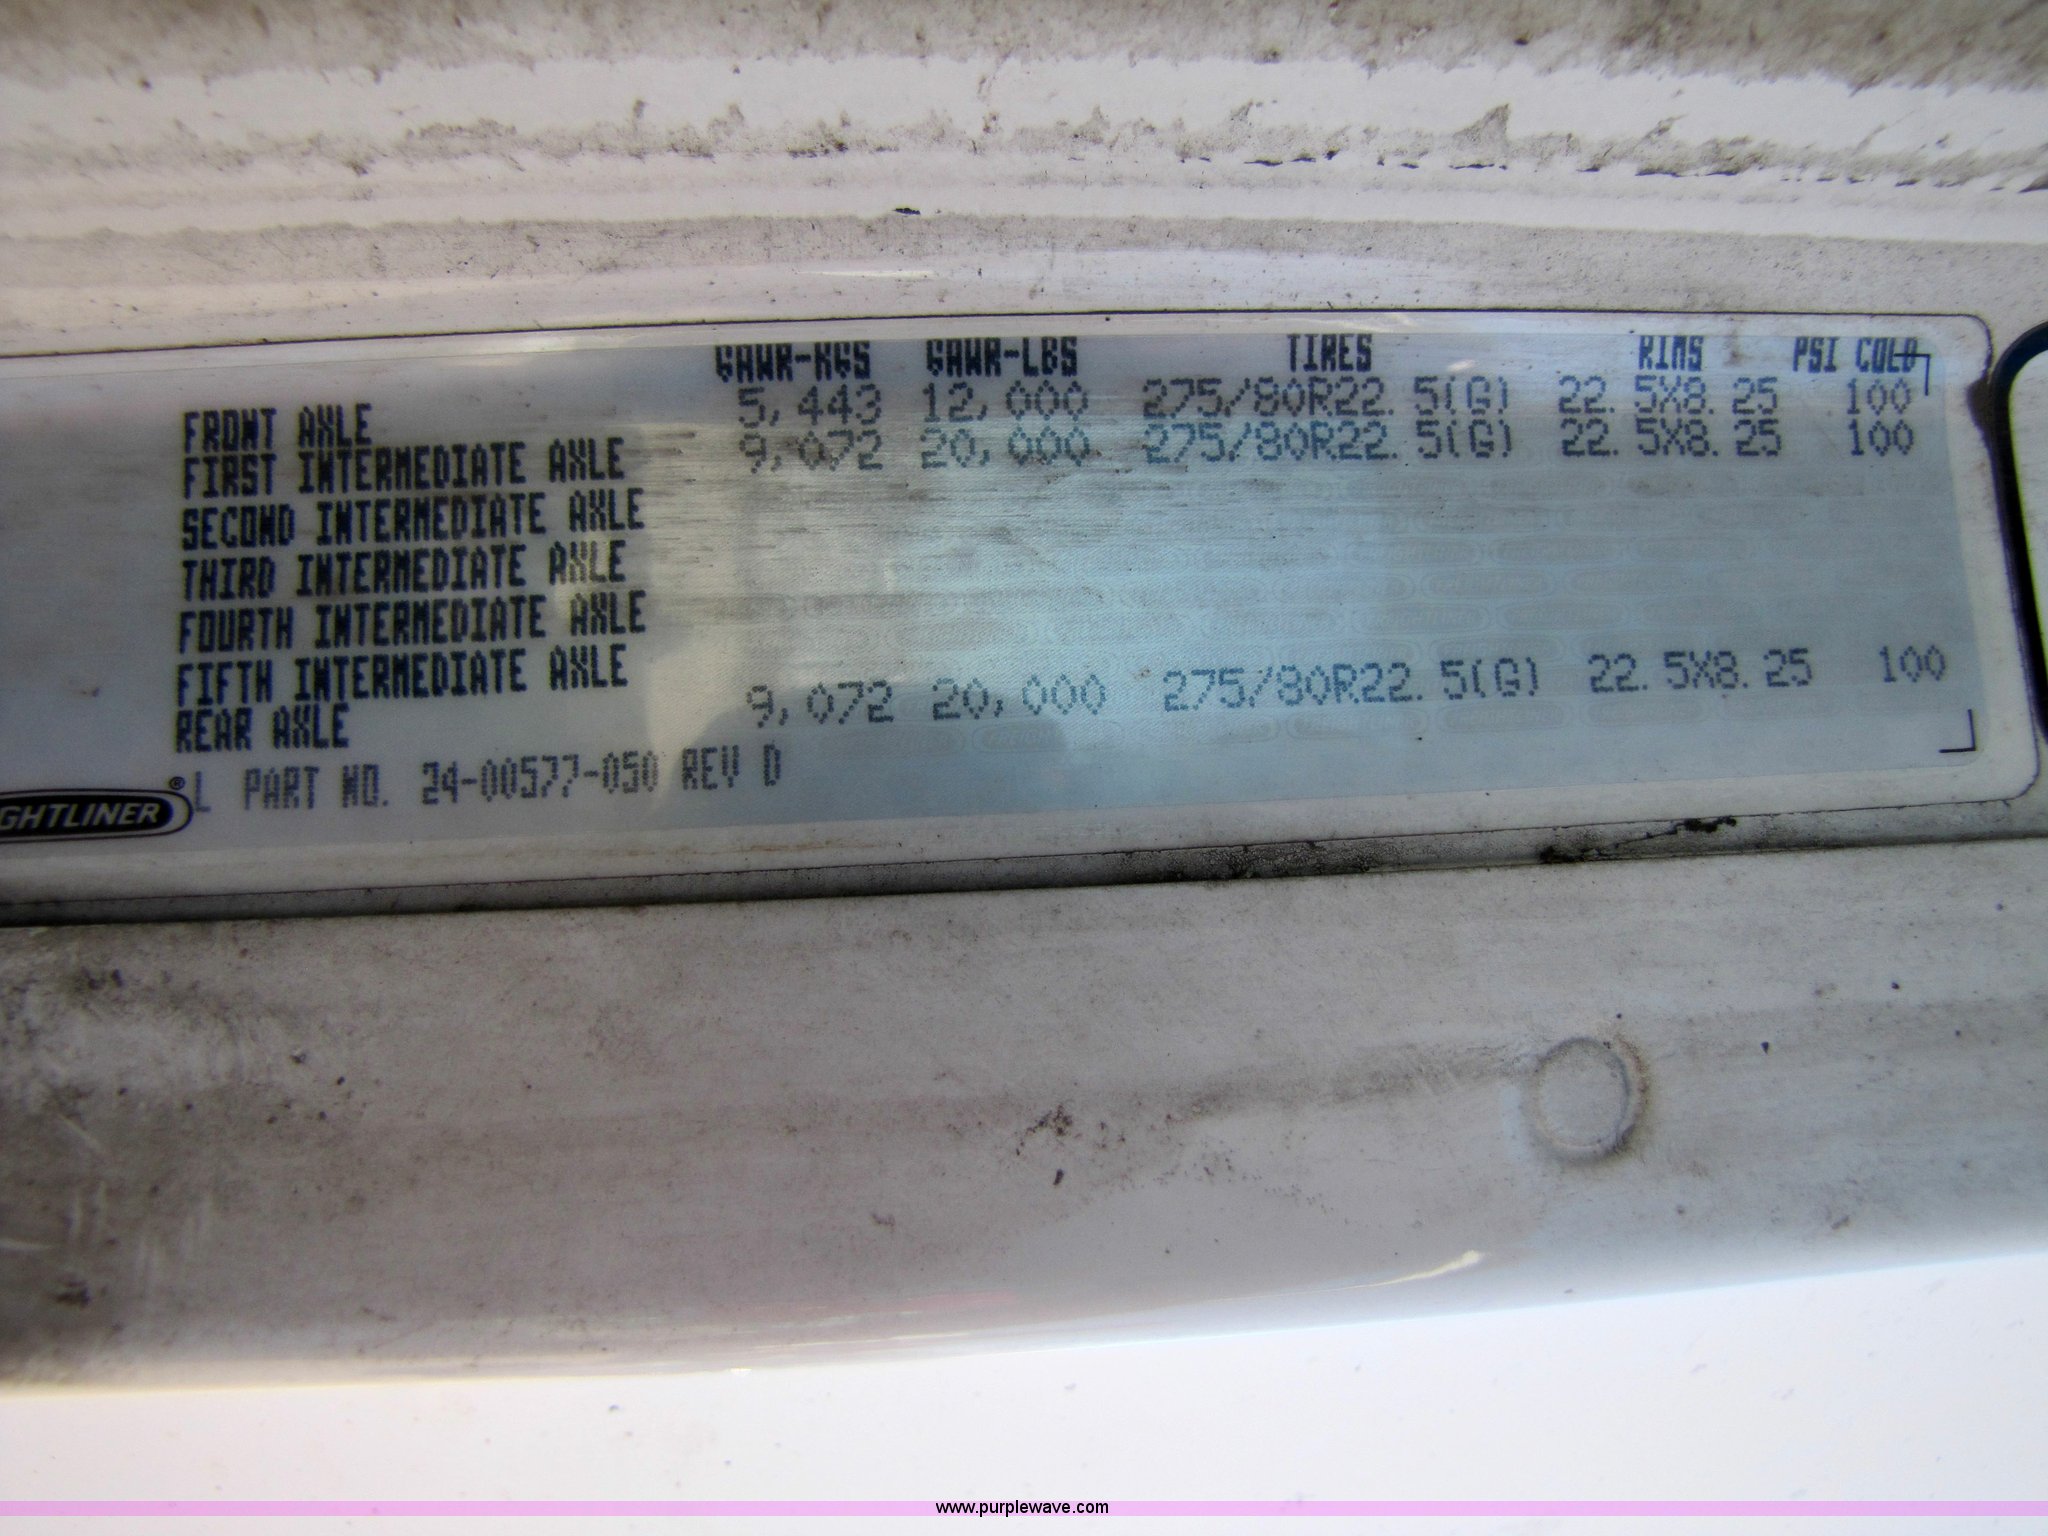 GAWR-KGS GAWR-LBS TIRES RIMS PSI COLD
FRONT AXLE 5,443 12,000 275/80R22.5(G) 22.5X8.25 100
FIRST INTERMEDIATE AXLE 9,072 20,000 275/80R22.5(G) 22.5X8.25 100
SECOND INTERMEDIATE AXLE
THIRD INTERMEDIATE AXLE
FOURTH INTERMEDIATE AXLE
FIFTH INTERMEDIATE AXLE
REAR AXLE 9,072 20,000 275/80R22.5(G) 22.5X8.25 100
L PART NO. 24-00577-050 REV D
GHTLINER®
www.purplewave.com